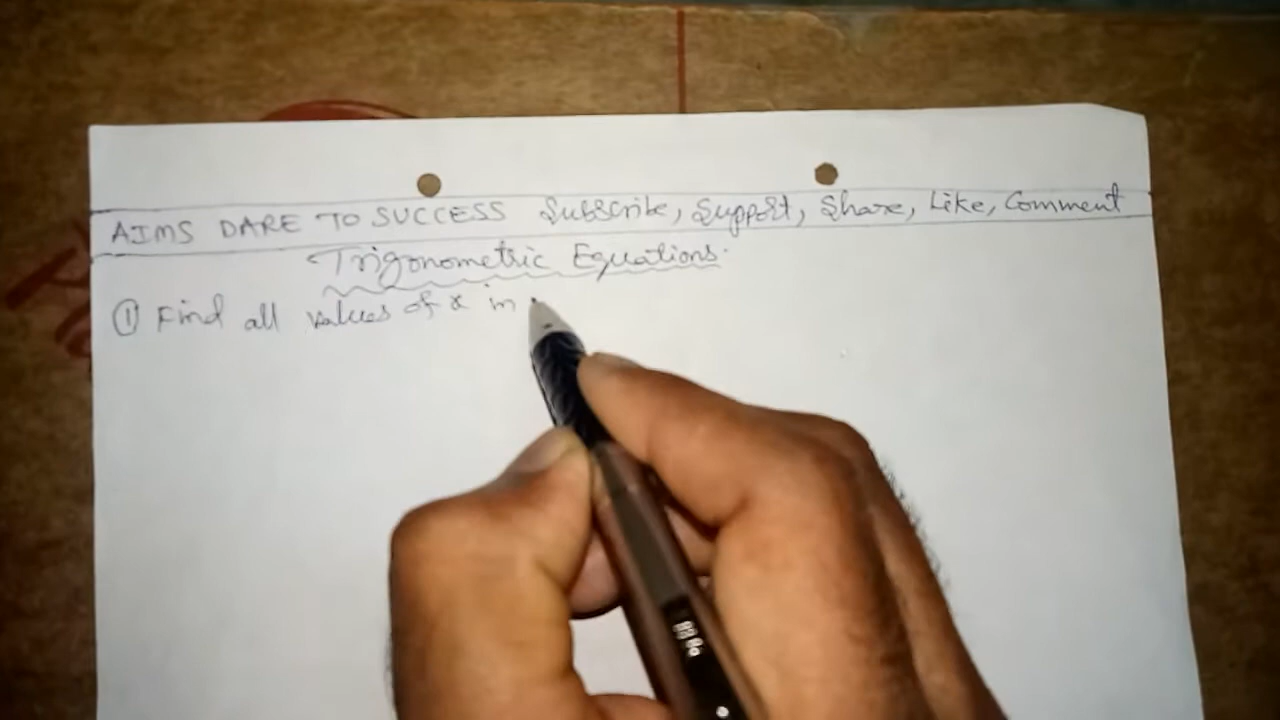 AIMS DARE TO SUCCESS Subscribe, Support, Share, Like, Comment
Trigonometric Equations.
① Find all values of x in